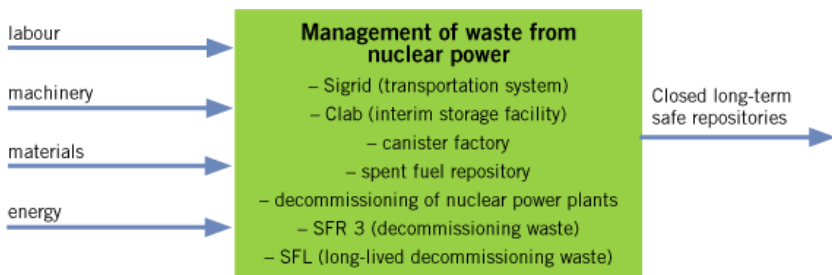 labour
machinery
materials
energy
Management of waste from
nuclear power
– Sigrid (transportation system)
– Clab (interim storage facility)
– canister factory
– spent fuel repository
– decommissioning of nuclear power plants
– SFR 3 (decommissioning waste)
– SFL (long-lived decommissioning waste)
Closed long-term
safe repositories